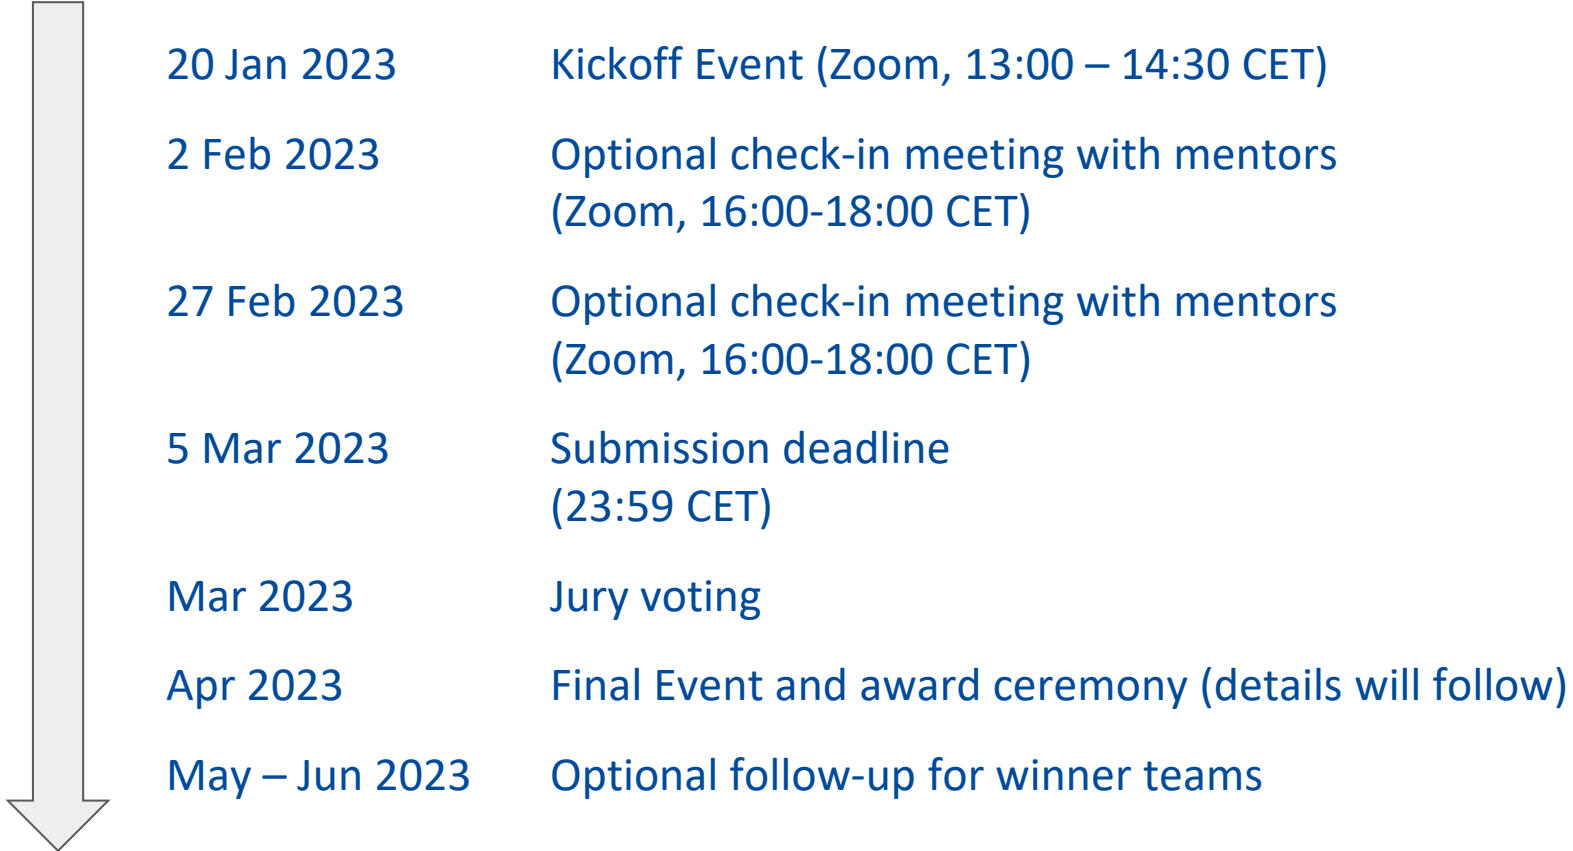 20 Jan 2023 Kickoff Event (Zoom, 13:00 – 14:30 CET)
2 Feb 2023 Optional check-in meeting with mentors
(Zoom, 16:00-18:00 CET)
27 Feb 2023 Optional check-in meeting with mentors
(Zoom, 16:00-18:00 CET)
5 Mar 2023 Submission deadline
(23:59 CET)
Mar 2023 Jury voting
Apr 2023 Final Event and award ceremony (details will follow)
May – Jun 2023 Optional follow-up for winner teams